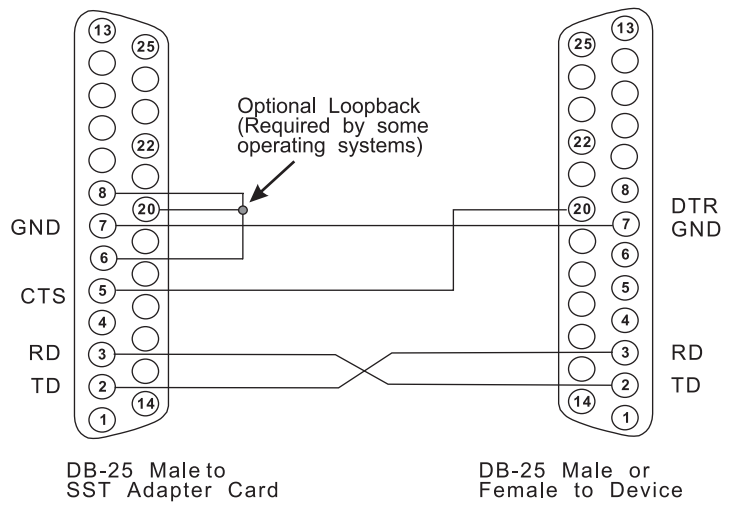 13
25
22
8
20
7
GND
6
5
CTS
4
3
RD
2
TD
14
1
Optional Loopback
(Required by some
operating systems)
13
25
22
8
20
DTR
7
GND
6
5
4
3
RD
2
TD
14
1
DB-25 Male to
SST Adapter Card
DB-25 Male or
Female to Device